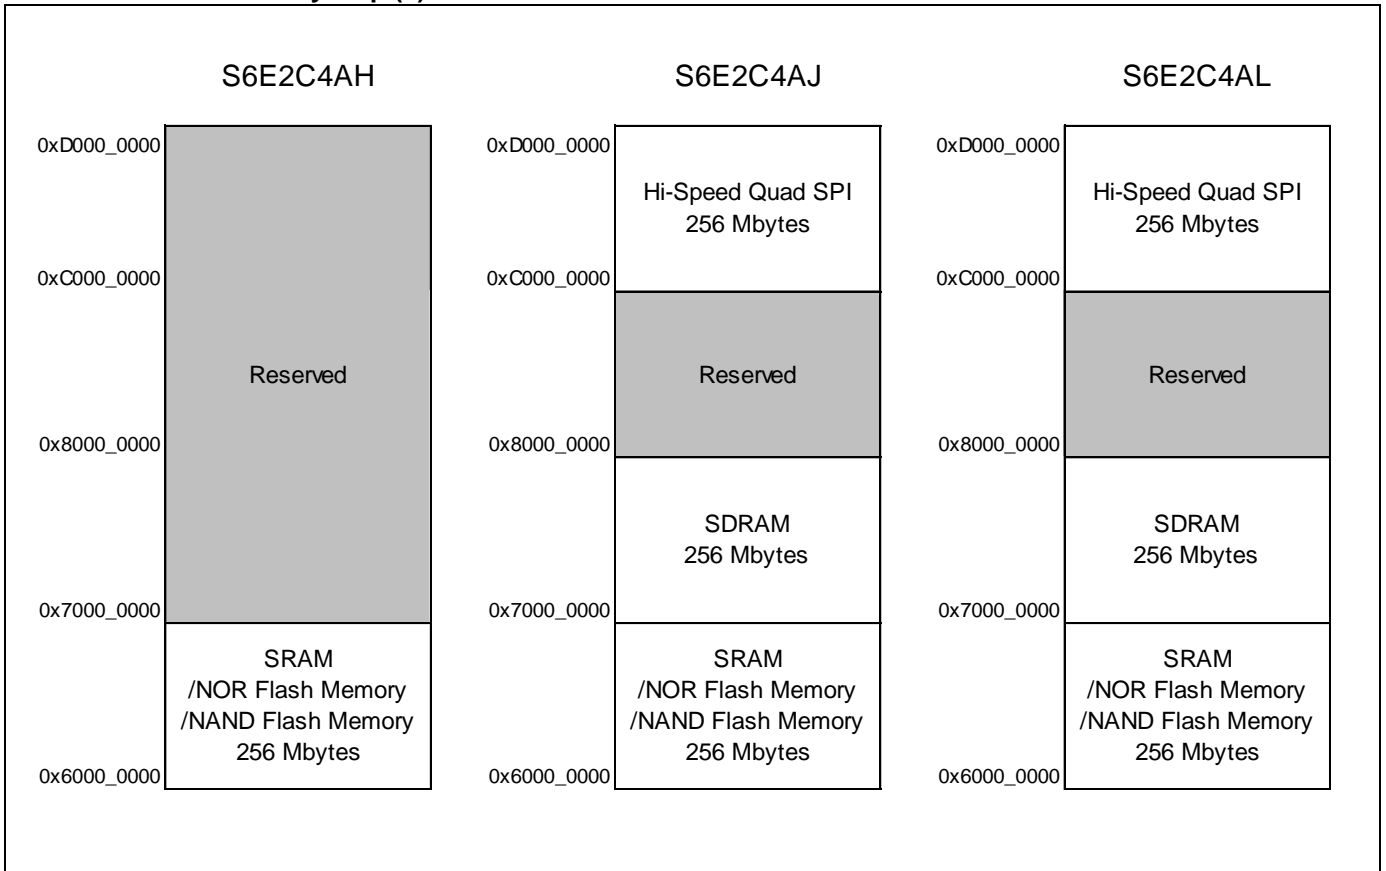 S6E2C4AH
0xD000_0000
0xC000_0000
Reserved
0x8000_0000
0x7000_0000
SRAM
/NOR Flash Memory
/NAND Flash Memory
256 Mbytes
0x6000_0000
S6E2C4AJ
0xD000_0000
Hi-Speed Quad SPI
256 Mbytes
0xC000_0000
Reserved
0x8000_0000
SDRAM
256 Mbytes
0x7000_0000
SRAM
/NOR Flash Memory
/NAND Flash Memory
256 Mbytes
0x6000_0000
S6E2C4AL
0xD000_0000
Hi-Speed Quad SPI
256 Mbytes
0xC000_0000
Reserved
0x8000_0000
SDRAM
256 Mbytes
0x7000_0000
SRAM
/NOR Flash Memory
/NAND Flash Memory
256 Mbytes
0x6000_0000